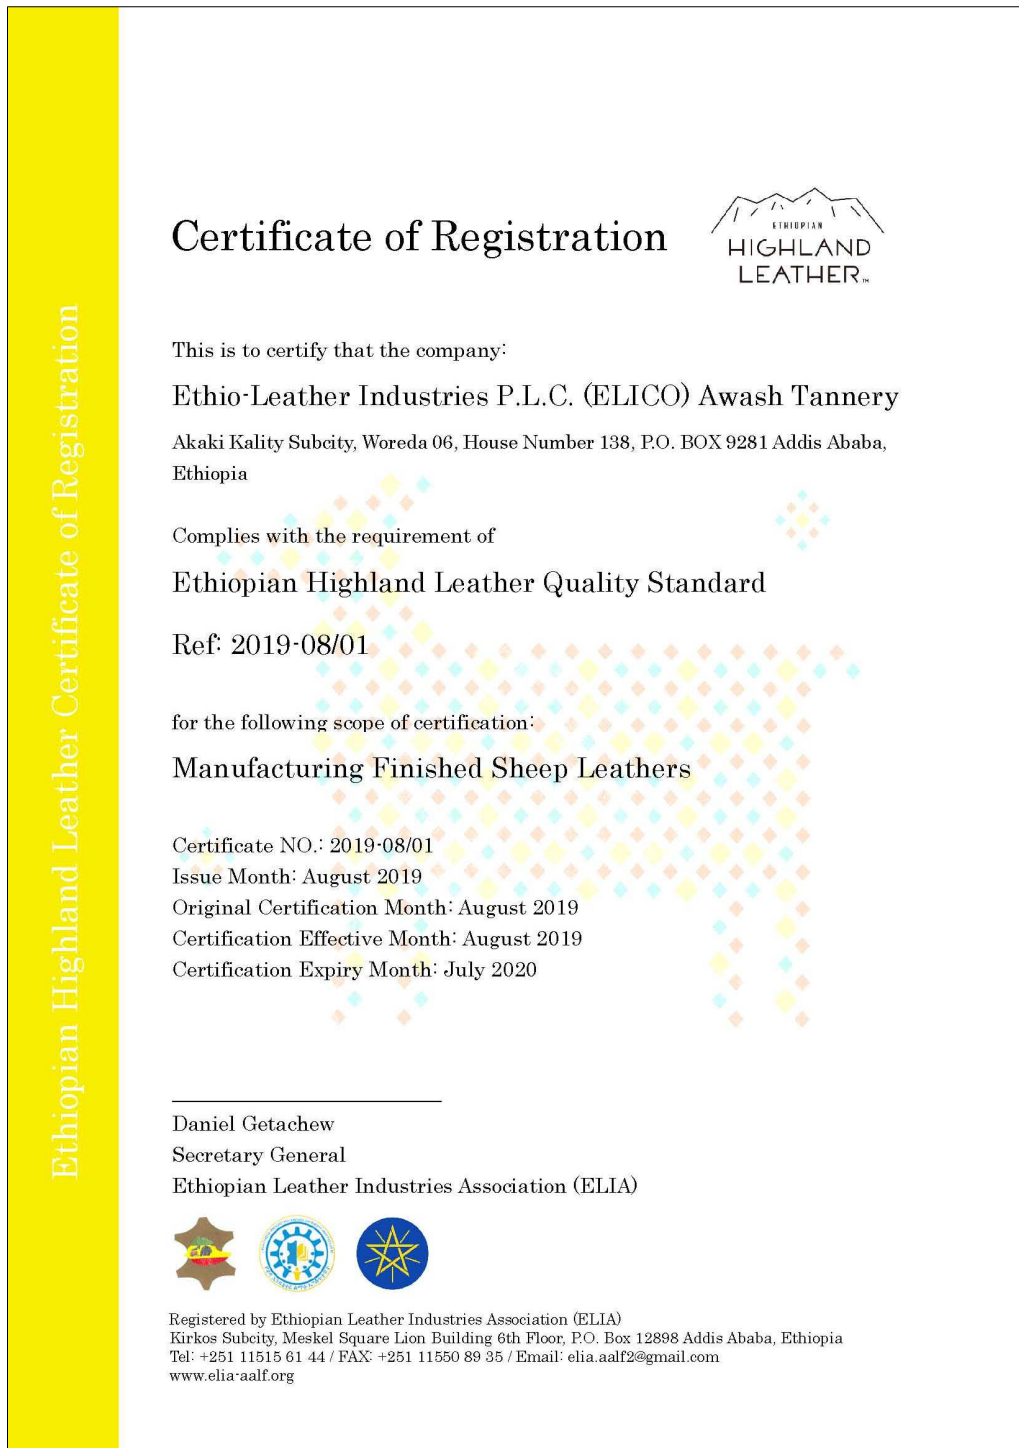 Ethiopian Highland Leather Certificate of Registration
Certificate of Registration
ETHIOPIAN
HIGHLAND
LEATHER™
This is to certify that the company:
Ethio-Leather Industries P.L.C. (ELICO) Awash Tannery
Akaki Kality Subcity, Woreda 06, House Number 138, P.O. BOX 9281 Addis Ababa,
Ethiopia
Complies with the requirement of
Ethiopian Highland Leather Quality Standard
Ref: 2019-08/01
for the following scope of certification:
Manufacturing Finished Sheep Leathers
Certificate NO.: 2019-08/01
Issue Month: August 2019
Original Certification Month: August 2019
Certification Effective Month: August 2019
Certification Expiry Month: July 2020
Daniel Getachew
Secretary General
Ethiopian Leather Industries Association (ELIA)
Registered by Ethiopian Leather Industries Association (ELIA)
Kirkos Subcity, Meskel Square Lion Building 6th Floor, P.O. Box 12898 Addis Ababa, Ethiopia
Tel: +251 11515 61 44 / FAX: +251 11550 89 35 / Email: elia.aalf2@gmail.com
www.elia-aalf.org